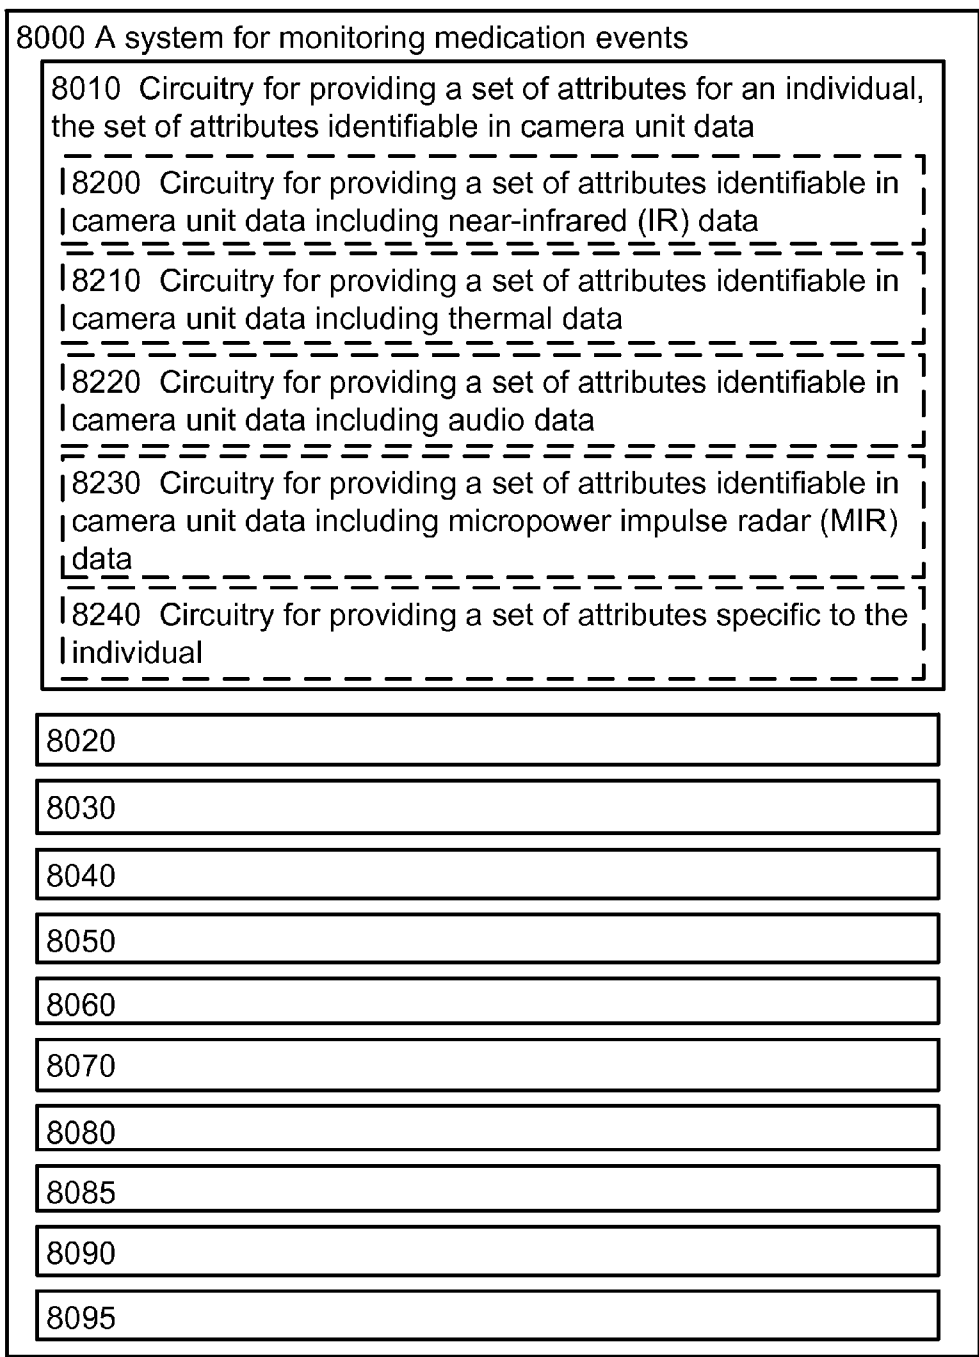 8000 A system for monitoring medication events
8010 Circuitry for providing a set of attributes for an individual,
the set of attributes identifiable in camera unit data
8200 Circuitry for providing a set of attributes identifiable in
camera unit data including near-infrared (IR) data
8210 Circuitry for providing a set of attributes identifiable in
camera unit data including thermal data
8220 Circuitry for providing a set of attributes identifiable in
camera unit data including audio data
8230 Circuitry for providing a set of attributes identifiable in
camera unit data including micropower impulse radar (MIR)
data
8240 Circuitry for providing a set of attributes specific to the
individual
8020
8030
8040
8050
8060
8070
8080
8085
8090
8095